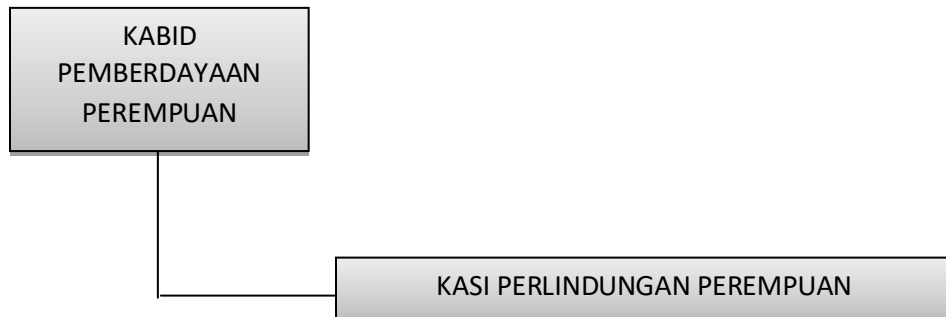 KABID
PEMBERDAYAAN
PEREMPUAN
KASI PERLINDUNGAN PEREMPUAN